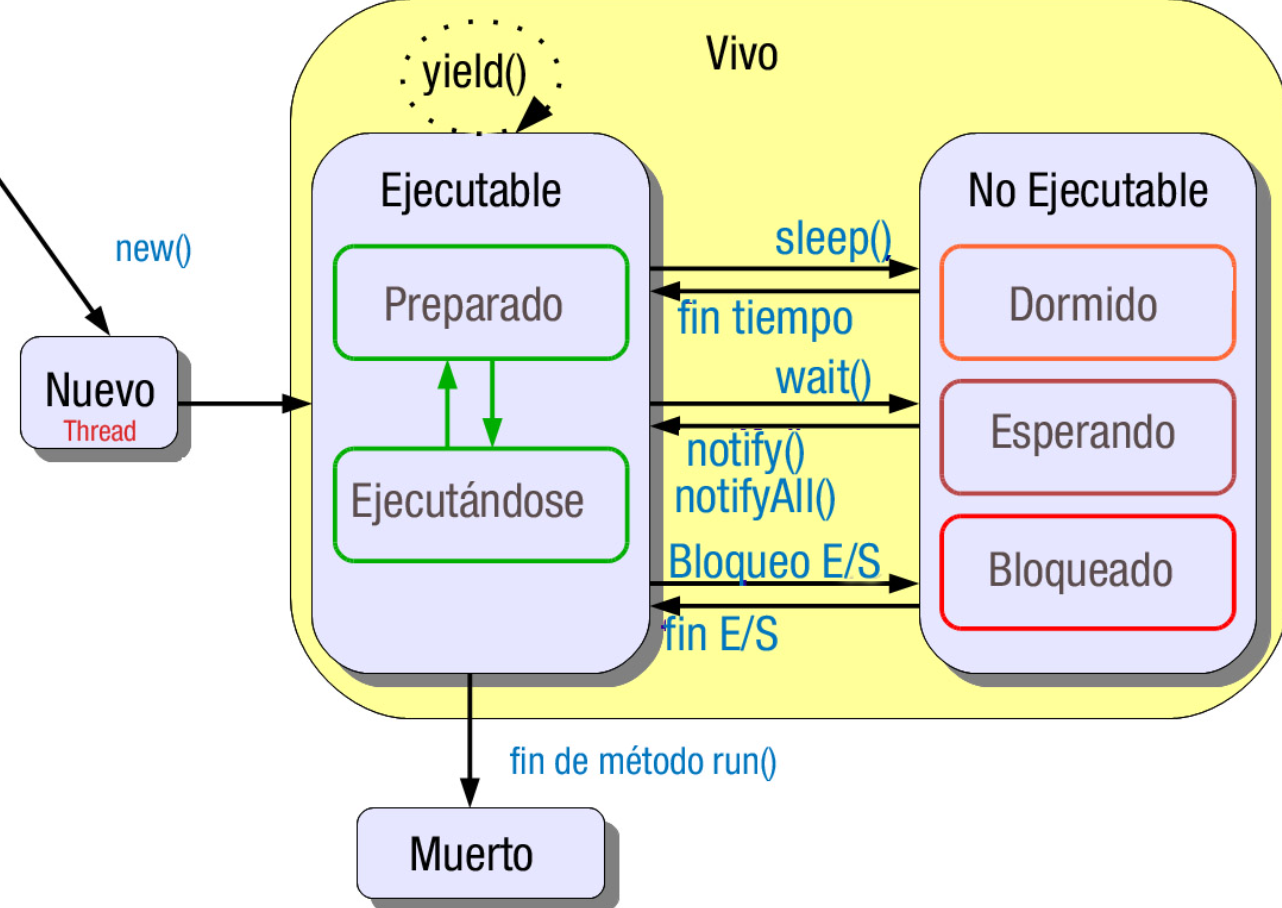 Vivo
yield()
Ejecutable
No Ejecutable
new()
sleep()
Preparado
Dormido
fin tiempo
wait()
Nuevo
Thread
Esperando
notify()
notifyAll()
Ejecutándose
Bloqueo E/S
Bloqueado
fin E/S
fin de método run()
Muerto